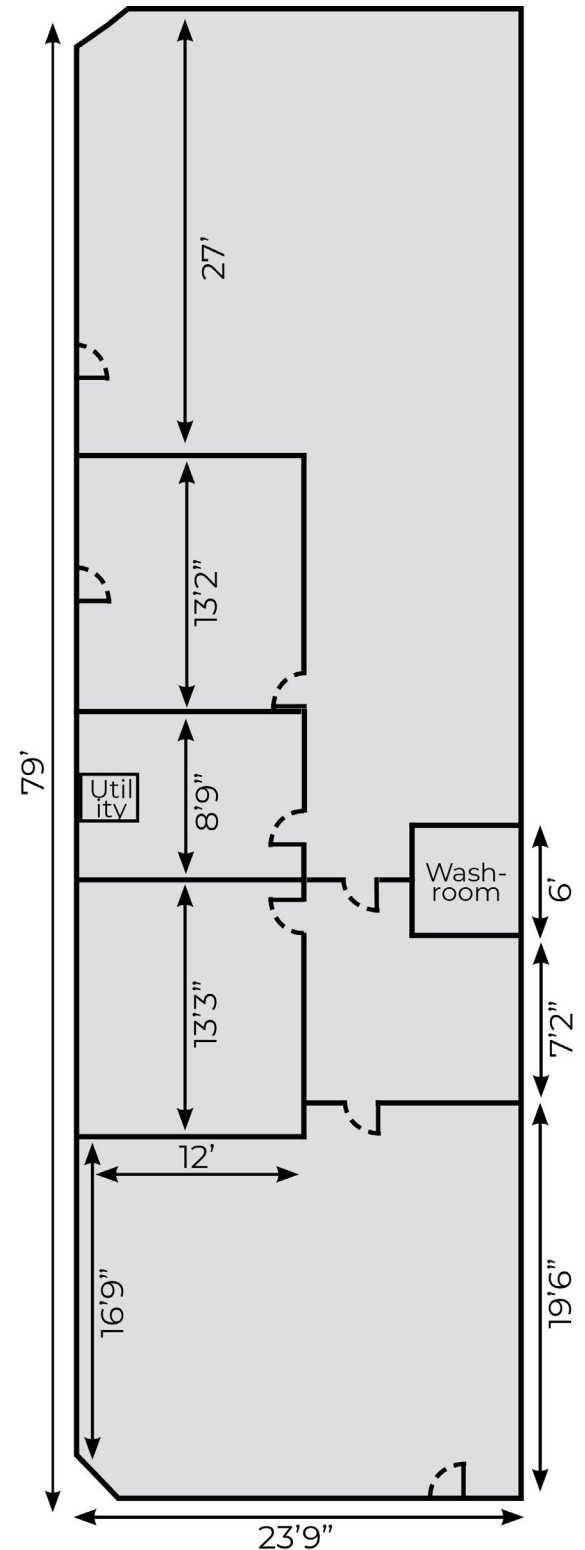 27’
13’2”
79’
Util
ity
8’9”
Wash-
room
6’
13’3”
7’2”
12’
16’9”
19’6”
23’9”